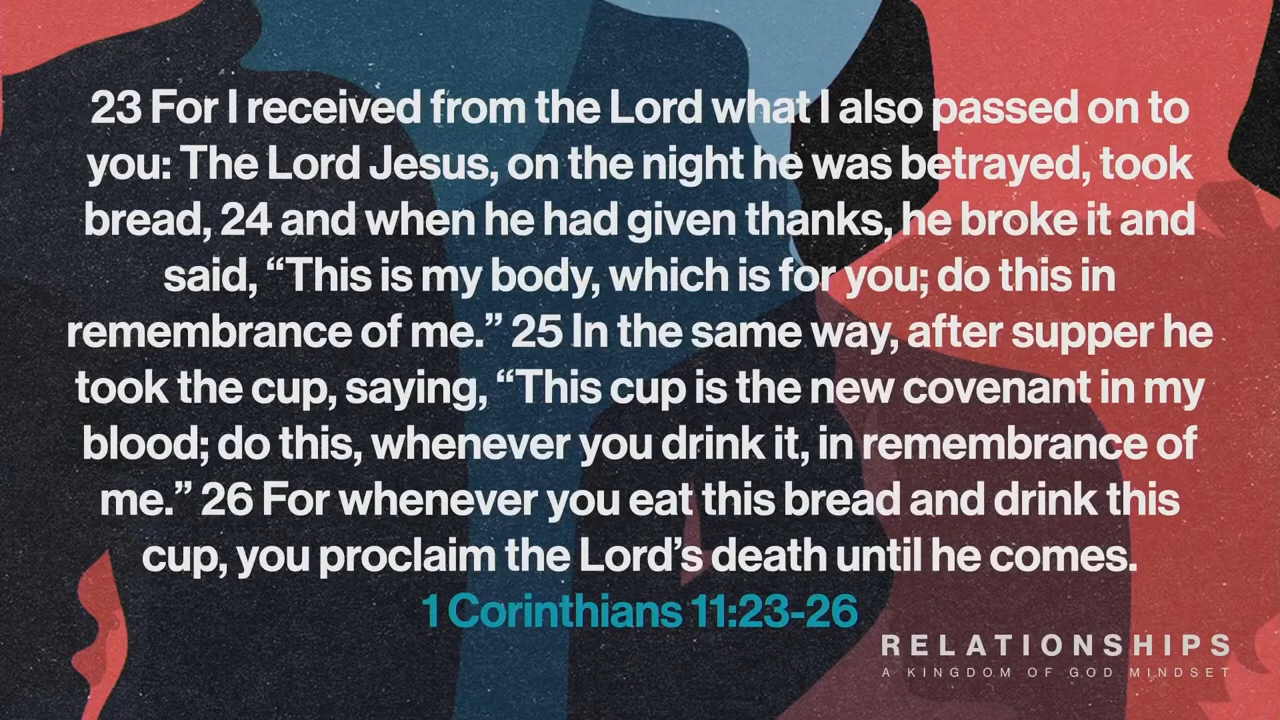 23 For I received from the Lord what I also passed on to
you: The Lord Jesus, on the night he was betrayed, took
bread, 24 and when he had given thanks, he broke it and
said, “This is my body, which is for you; do this in
remembrance of me.” 25 In the same way, after supper he
took the cup, saying, “This cup is the new covenant in my
blood; do this, whenever you drink it, in remembrance of
me.” 26 For whenever you eat this bread and drink this
cup, you proclaim the Lord’s death until he comes.
1 Corinthians 11:23-26
RELATIONSHIPS
A KINGDOM OF GOD MINDSET